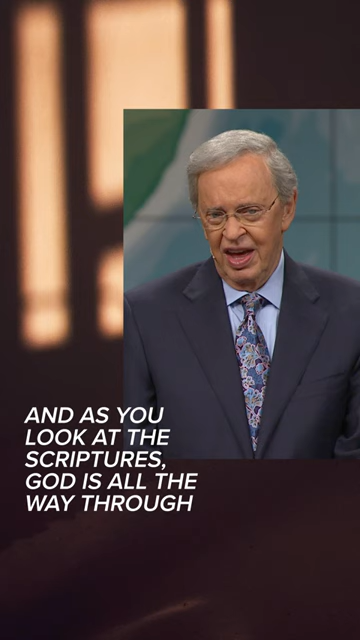 AND AS YOU
LOOK AT THE
SCRIPTURES,
GOD IS ALL THE
WAY THROUGH